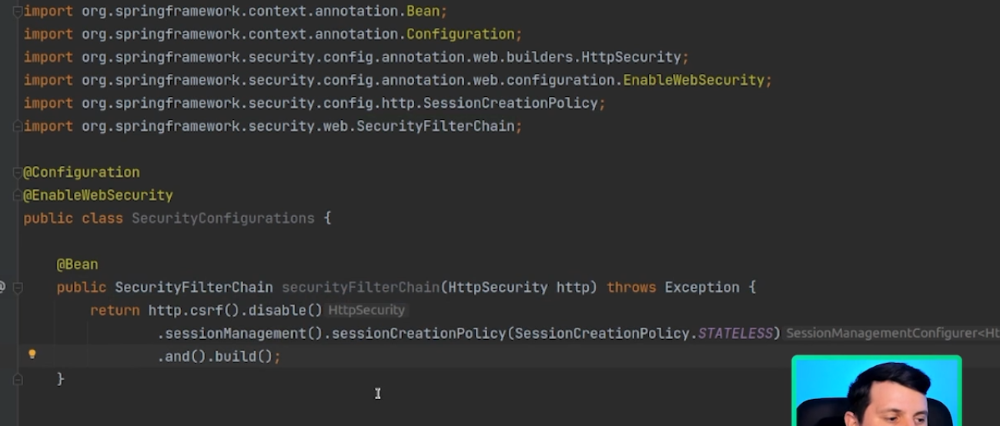 import org.springframework.context.annotation.Bean;
import org.springframework.context.annotation.Configuration;
import org.springframework.security.config.annotation.web.builders.HttpSecurity;
import org.springframework.security.config.annotation.web.configuration.EnableWebSecurity;
import org.springframework.security.config.http.SessionCreationPolicy;
import org.springframework.security.web.SecurityFilterChain;
@Configuration
@EnableWebSecurity
public class SecurityConfigurations {
@Bean
public SecurityFilterChain securityFilterChain(HttpSecurity http) throws Exception {
return http.csrf().disable() HttpSecurity
.sessionManagement().sessionCreationPolicy(SessionCreationPolicy.STATELESS) SessionManagementConfigurer<Ht
.and().build();
}